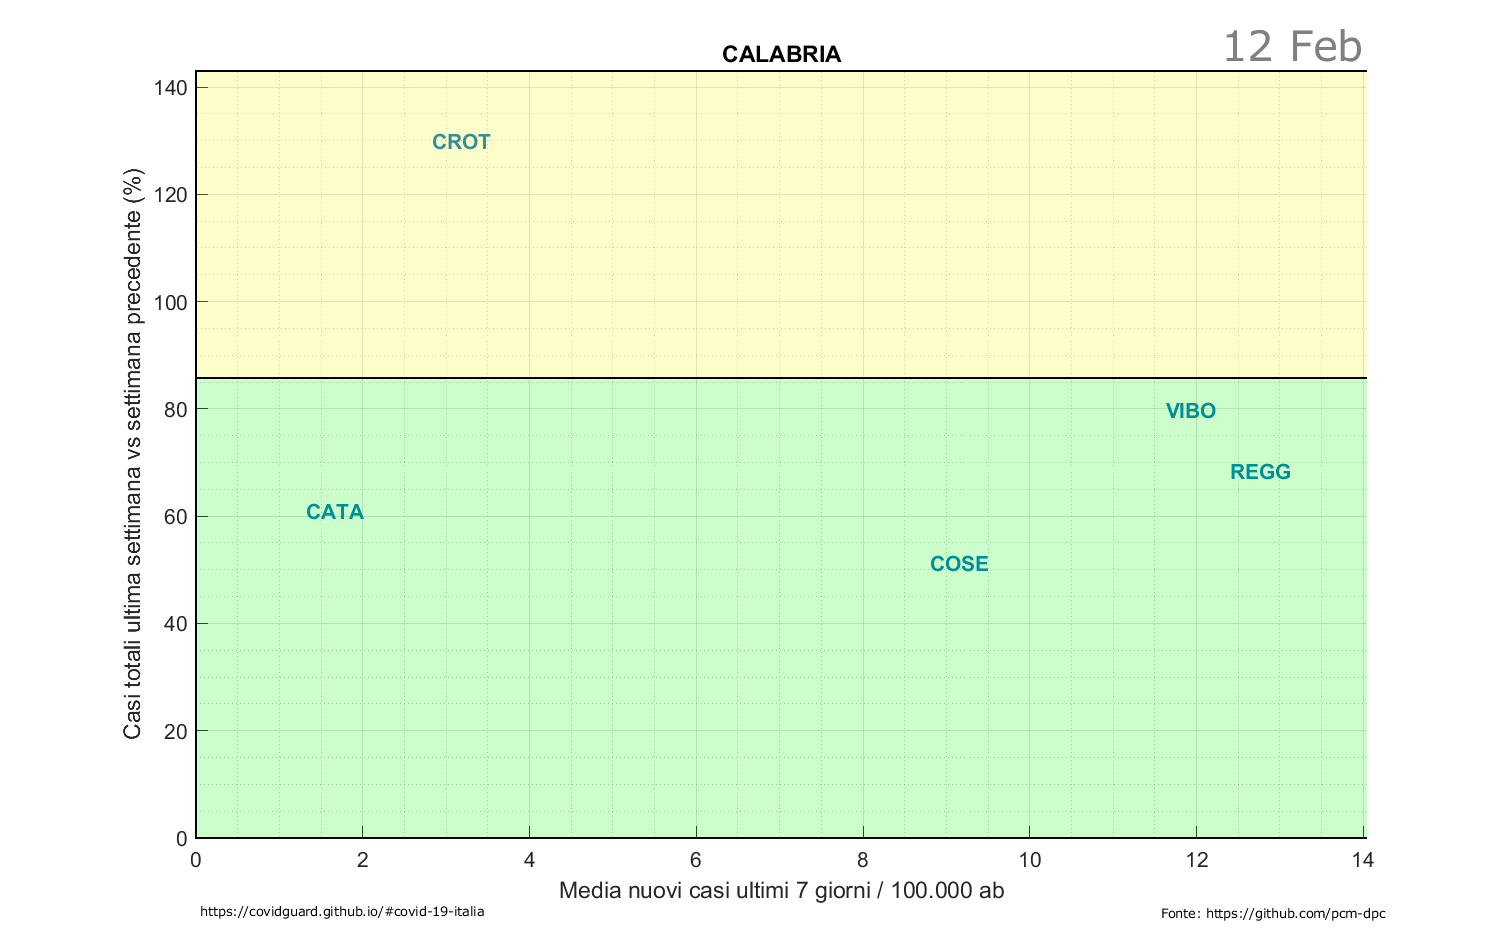 12 Feb
CALABRIA
Casi totali ultima settimana vs settimana precedente (%)
140
120
100
80
60
40
20
0
CROT
VIBO
REGG
CATA
COSE
0 2 4 6 8 10 12 14
Media nuovi casi ultimi 7 giorni / 100.000 ab
https://covidguard.github.io/#covid-19-italia
Fonte: https://github.com/pcm-dpc